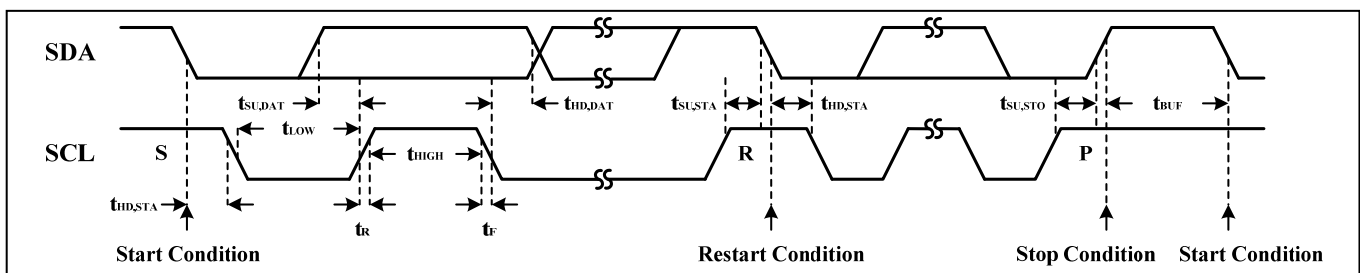 SDA
tSU,DAT
tHD,DAT
tSU,STA
tHD,STA
tSU,STO
tBUF
tLOW
SCL
S
tHIGH
R
P
tHD,STA
tR
tF
Start Condition
Restart Condition
Stop Condition
Start Condition